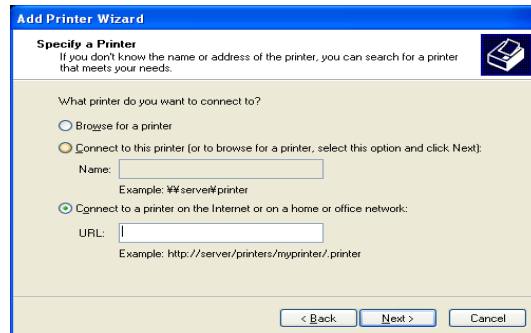 Add Printer Wizard
Specify a Printer
If you don't know the name or address of the printer, you can search for a printer
that meets your needs.
What printer do you want to connect to?
Browse for a printer
Connect to this printer (or to browse for a printer, select this option and click Next):
Name:
Example: ¥¥server¥printer
Connect to a printer on the Internet or on a home or office network:
URL:
Example: http://server/printers/myprinter/.printer
< Back Next > Cancel